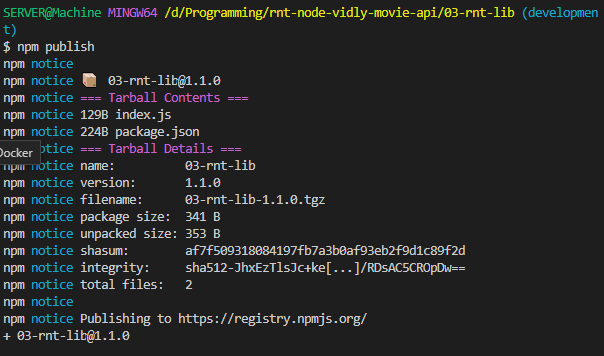 SERVER@Machine MINGW64 /d/Programming/rnt-node-vidly-movie-api/03-rnt-lib (developmen
t)
$ npm publish
npm notice
npm notice 📦 03-rnt-lib@1.1.0
npm notice === Tarball Contents ===
npm notice 129B index.js
npm notice 224B package.json
Docker notice === Tarball Details ===
npm notice name: 03-rnt-lib
npm notice version: 1.1.0
npm notice filename: 03-rnt-lib-1.1.0.tgz
npm notice package size: 341 B
npm notice unpacked size: 353 B
npm notice shasum: af7f509318084197fb7a3b0af93eb2f9d1c89f2d
npm notice integrity: sha512-JhxEzTlsJc+ke[...]/RDsAC5CROpDw==
npm notice total files: 2
npm notice
npm notice Publishing to https://registry.npmjs.org/
+ 03-rnt-lib@1.1.0